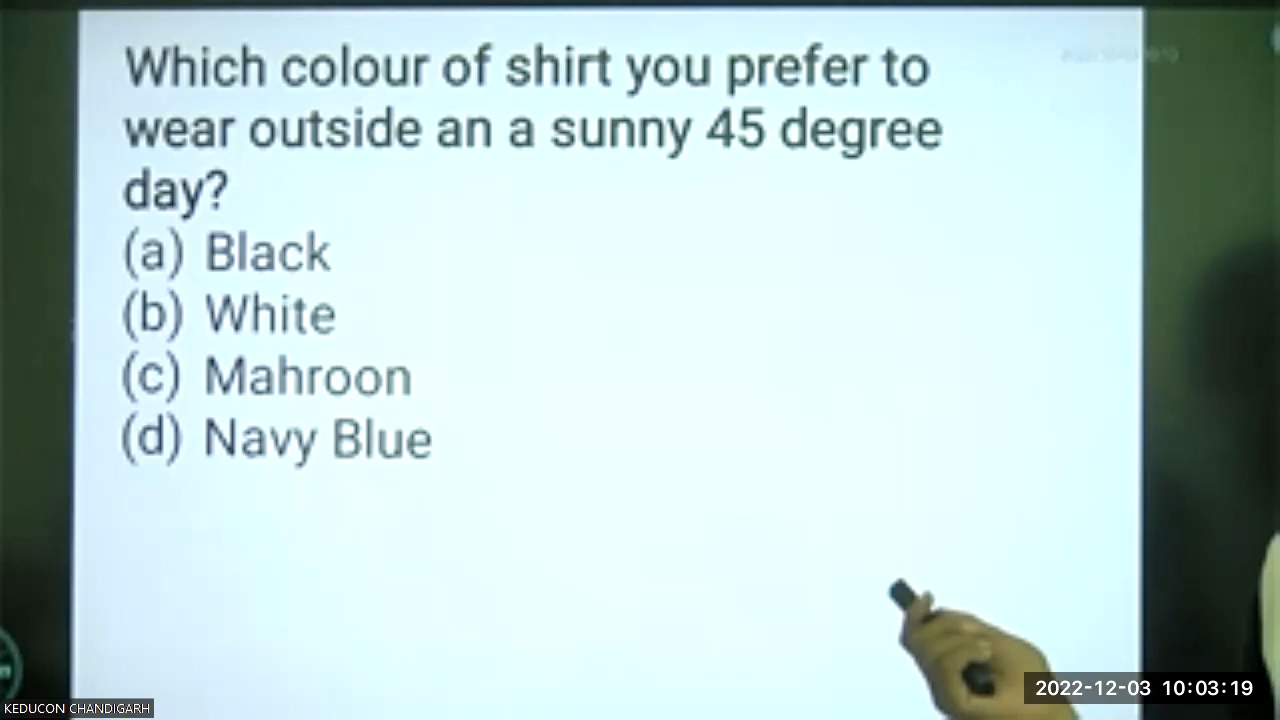 Which colour of shirt you prefer to
wear outside an a sunny 45 degree
day?
(a) Black
(b) White
(c) Mahroon
(d) Navy Blue
KEDUCON CHANDIGARH
2022-12-03 10:03:19